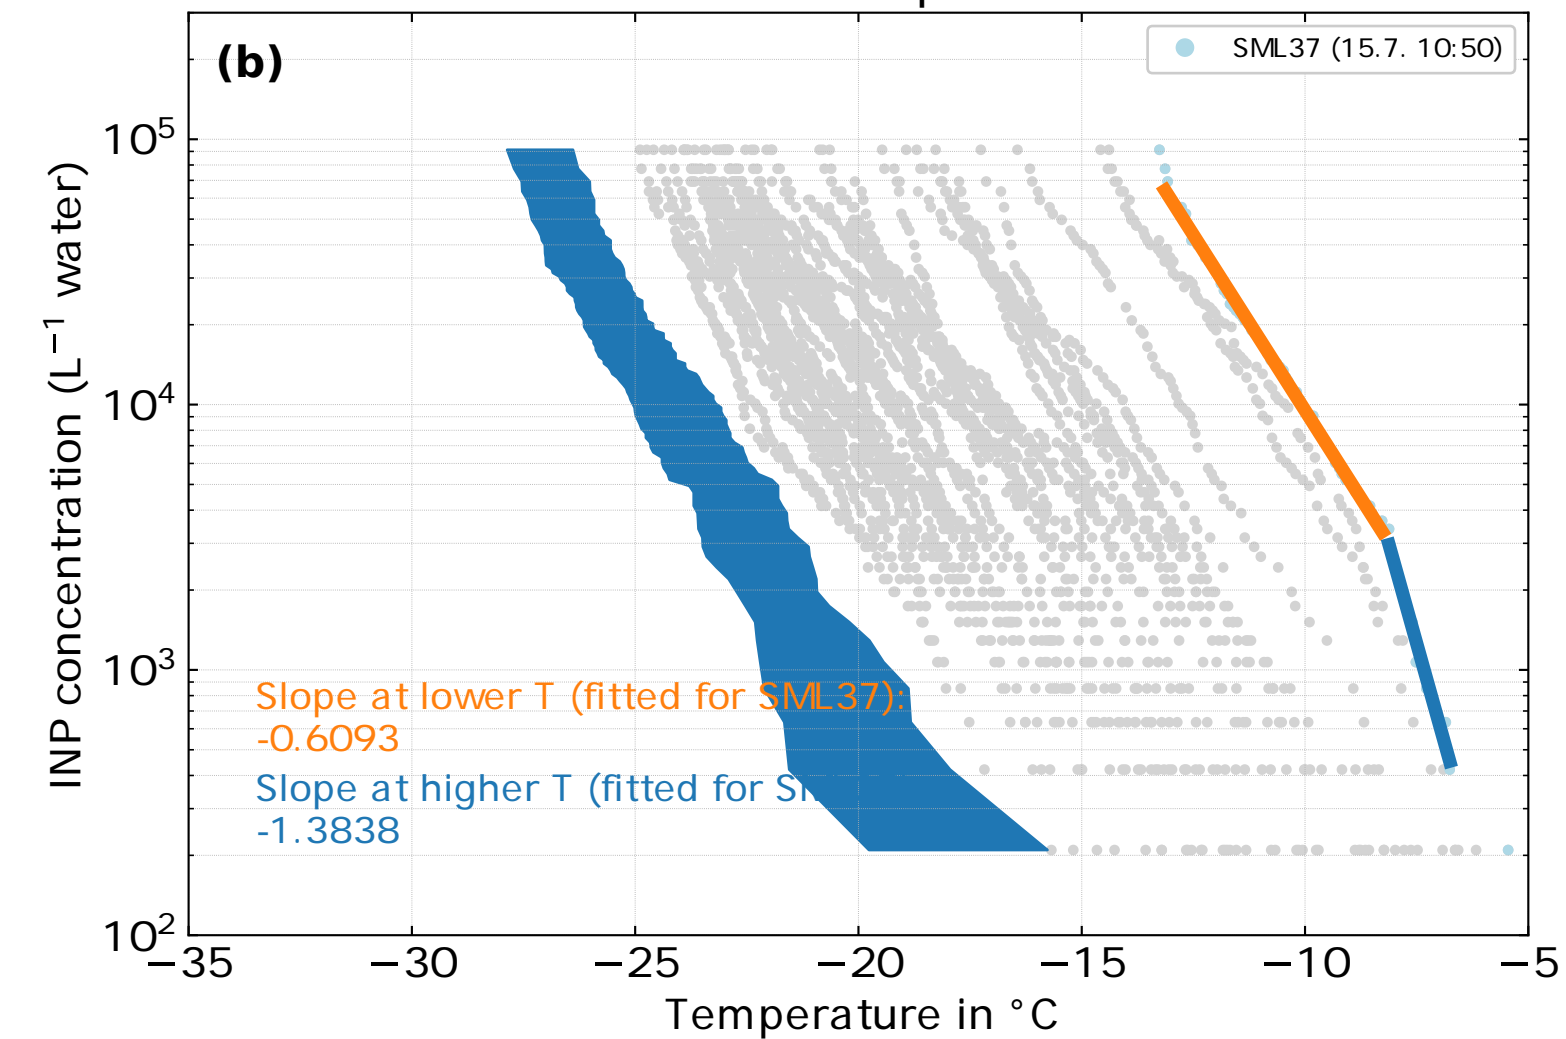 (b)
SML37 (15.7. 10:50)
10^5
10^4
10^3
10^2
INP concentration (L^−1 water)
Slope at lower T (fitted for SML37):
-0.6093
Slope at higher T (fitted for
-1.3838
−35 −30 −25 −20 −15 −10 −5
Temperature in °C